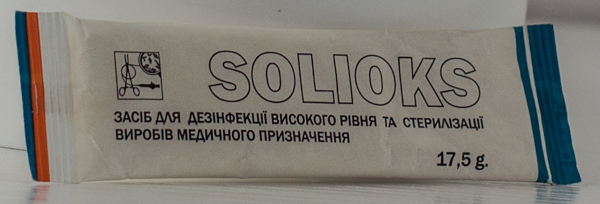 SOLIOKS
ЗАСІБ ДЛЯ ДЕЗІНФЕКЦІЇ ВИСОКОГО РІВНЯ ТА СТЕРИЛІЗАЦІЇ
ВИРОБІВ МЕДИЧНОГО ПРИЗНАЧЕННЯ
17,5 g.